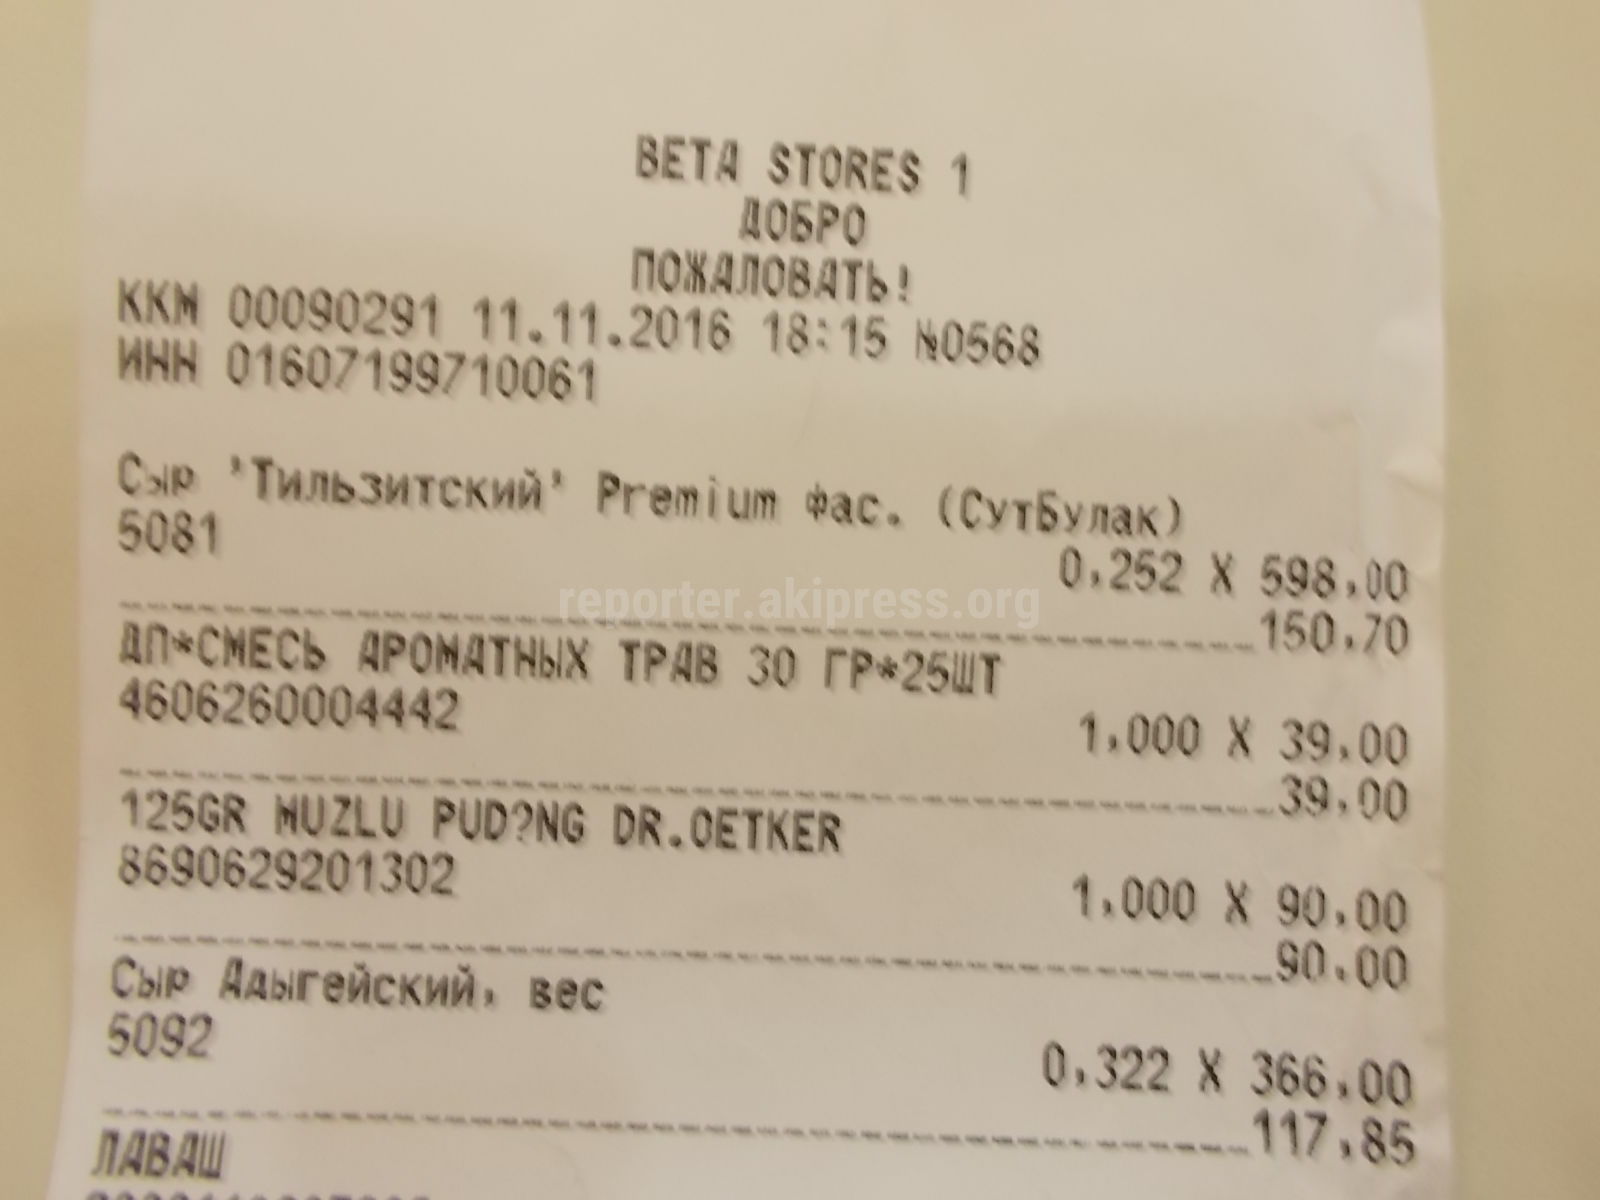 BETA STORES 1
ДОБРО
ПОЖАЛОВАТЬ!
ККМ 00090291 11.11.2016 18:15 №0568
ИНН 01607199710061
Сыр 'Тильзитский' Premium фас. (СутБулак)
5081
0,252 X 598,00
150,70
reporter.akipress.org
ДП*СМЕСЬ АРОМАТНЫХ ТРАВ 30 ГР*25ШТ
4606260004442
1,000 X 39,00
39,00
125GR MUZLU PUD?NG DR.OETKER
8690629201302
1,000 X 90,00
90,00
Сыр Адыгейский, вес
5092
0,322 X 366,00
117,85
ЛАВАШ